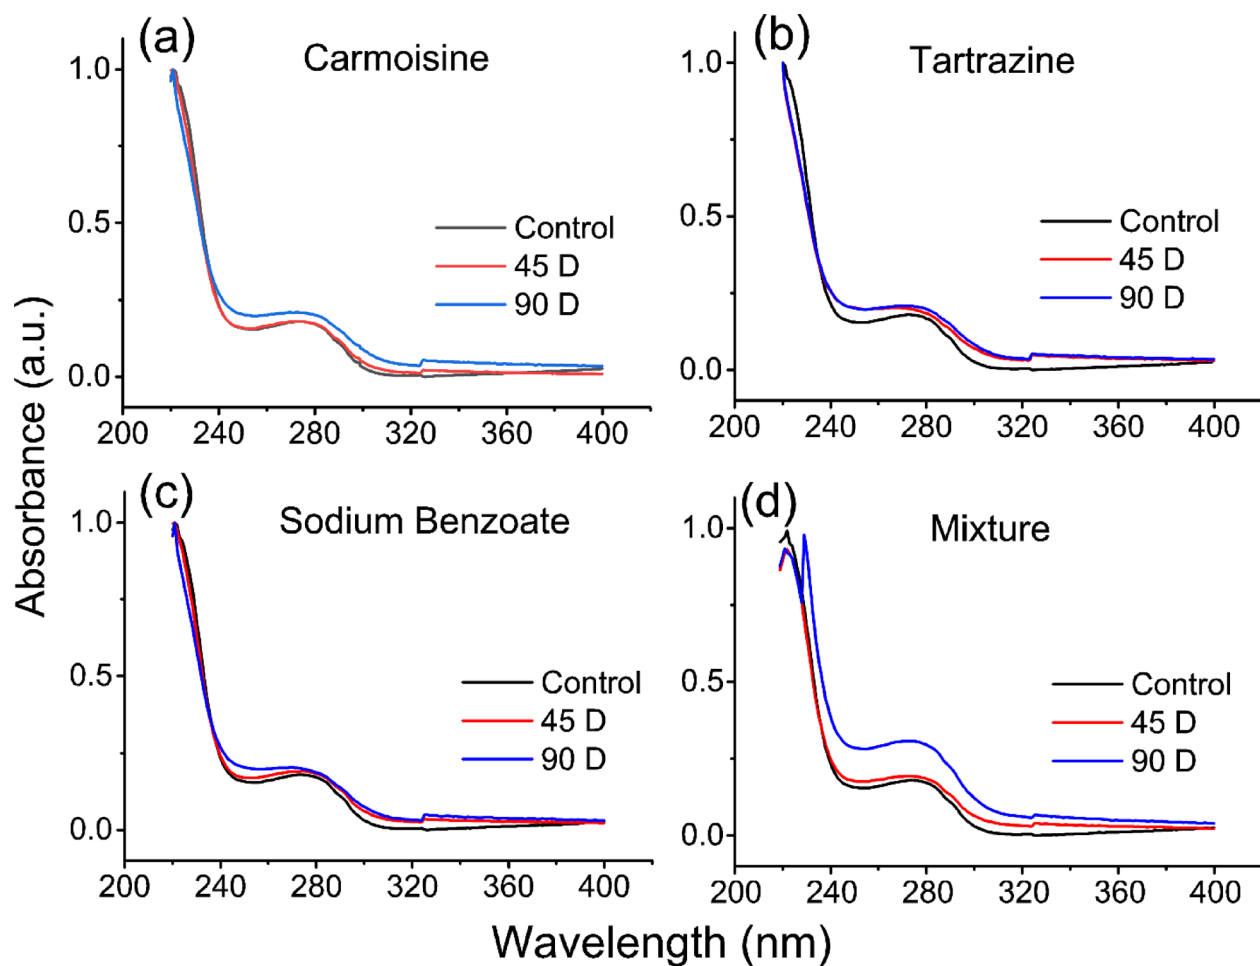 (a)
Carmoisine
1.0
0.5
0.0
Control
45 D
90 D
200 240 280 320 360 400
(b)
Tartrazine
1.0
0.5
0.0
Control
45 D
90 D
200 240 280 320 360 400
Absorbance (a.u.)
(c)
Sodium Benzoate
1.0
0.5
0.0
Control
45 D
90 D
200 240 280 320 360 400
(d)
Mixture
1.0
0.5
0.0
Control
45 D
90 D
200 240 280 320 360 400
Wavelength (nm)